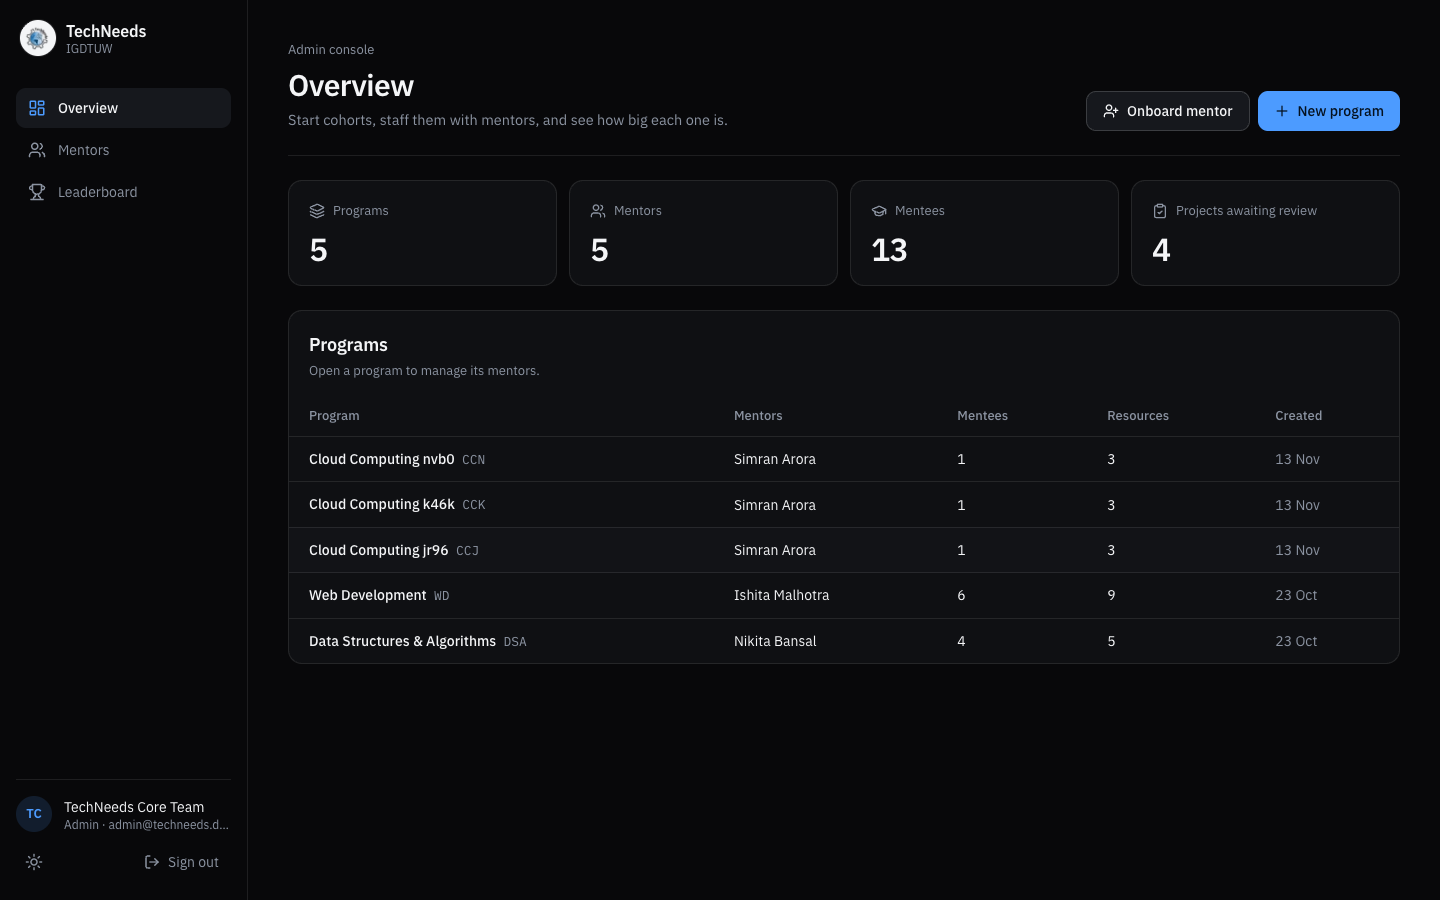 TechNeeds
IGDTUW
Overview
Mentors
Leaderboard
TC
TechNeeds Core Team
Admin · admin@techneeds.d...
Sign out
Admin console
Overview
Start cohorts, staff them with mentors, and see how big each one is.
Onboard mentor
New program
Programs
5
Mentors
5
Mentees
13
Projects awaiting review
4
Programs
Open a program to manage its mentors.
Program Mentors Mentees Resources Created
Cloud Computing nvb0 CCN Simran Arora 1 3 13 Nov
Cloud Computing k46k CCK Simran Arora 1 3 13 Nov
Cloud Computing jr96 CCJ Simran Arora 1 3 13 Nov
Web Development WD Ishita Malhotra 6 9 23 Oct
Data Structures & Algorithms DSA Nikita Bansal 4 5 23 Oct